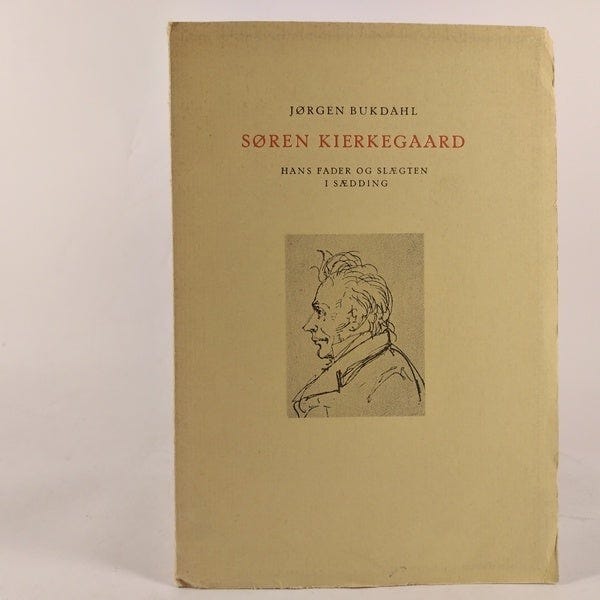 JØRGEN BUKDAHL
SØREN KIERKEGAARD
HANS FADER OG SLÆGTEN
I SÆDDING